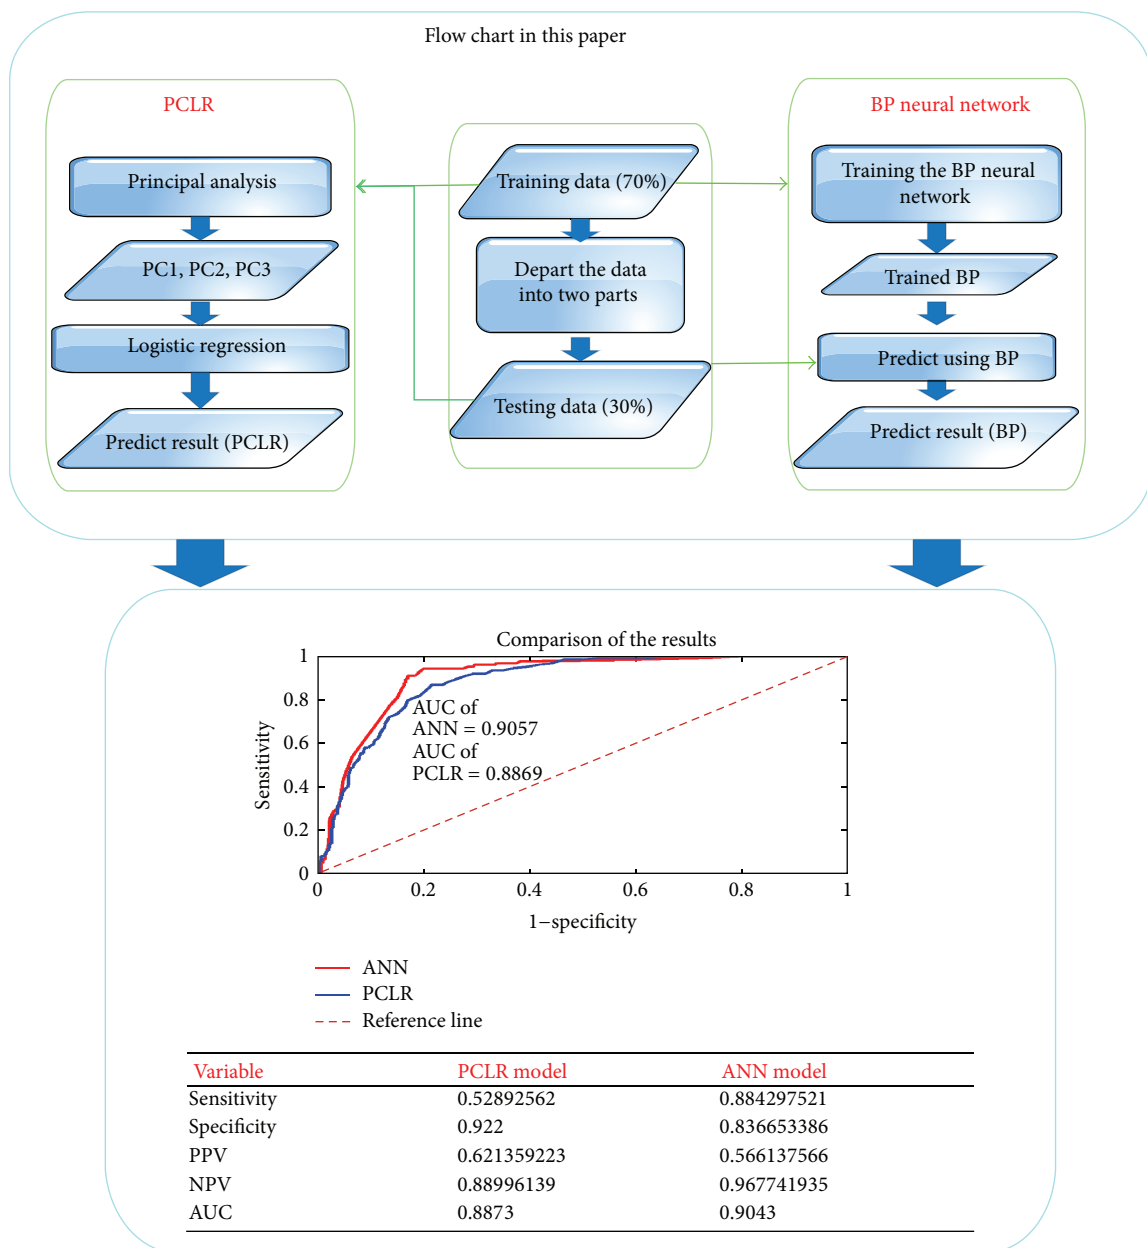 Flow chart in this paper
PCLR
Principal analysis
PC1, PC2, PC3
Logistic regression
Predict result (PCLR)
Training data (70%)
Depart the data
into two parts
Testing data (30%)
BP neural network
Training the BP neural
network
Trained BP
Predict using BP
Predict result (BP)
Comparison of the results
1
0.8
0.6
0.4
0.2
0
Sensitivity
AUC of
ANN = 0.9057
AUC of
PCLR = 0.8869
0 0.2 0.4 0.6 0.8 1
1−specificity
ANN
PCLR
Reference line
Variable PCLR model ANN model
Sensitivity 0.52892562 0.884297521
Specificity 0.922 0.836653386
PPV 0.621359223 0.566137566
NPV 0.88996139 0.967741935
AUC 0.8873 0.9043